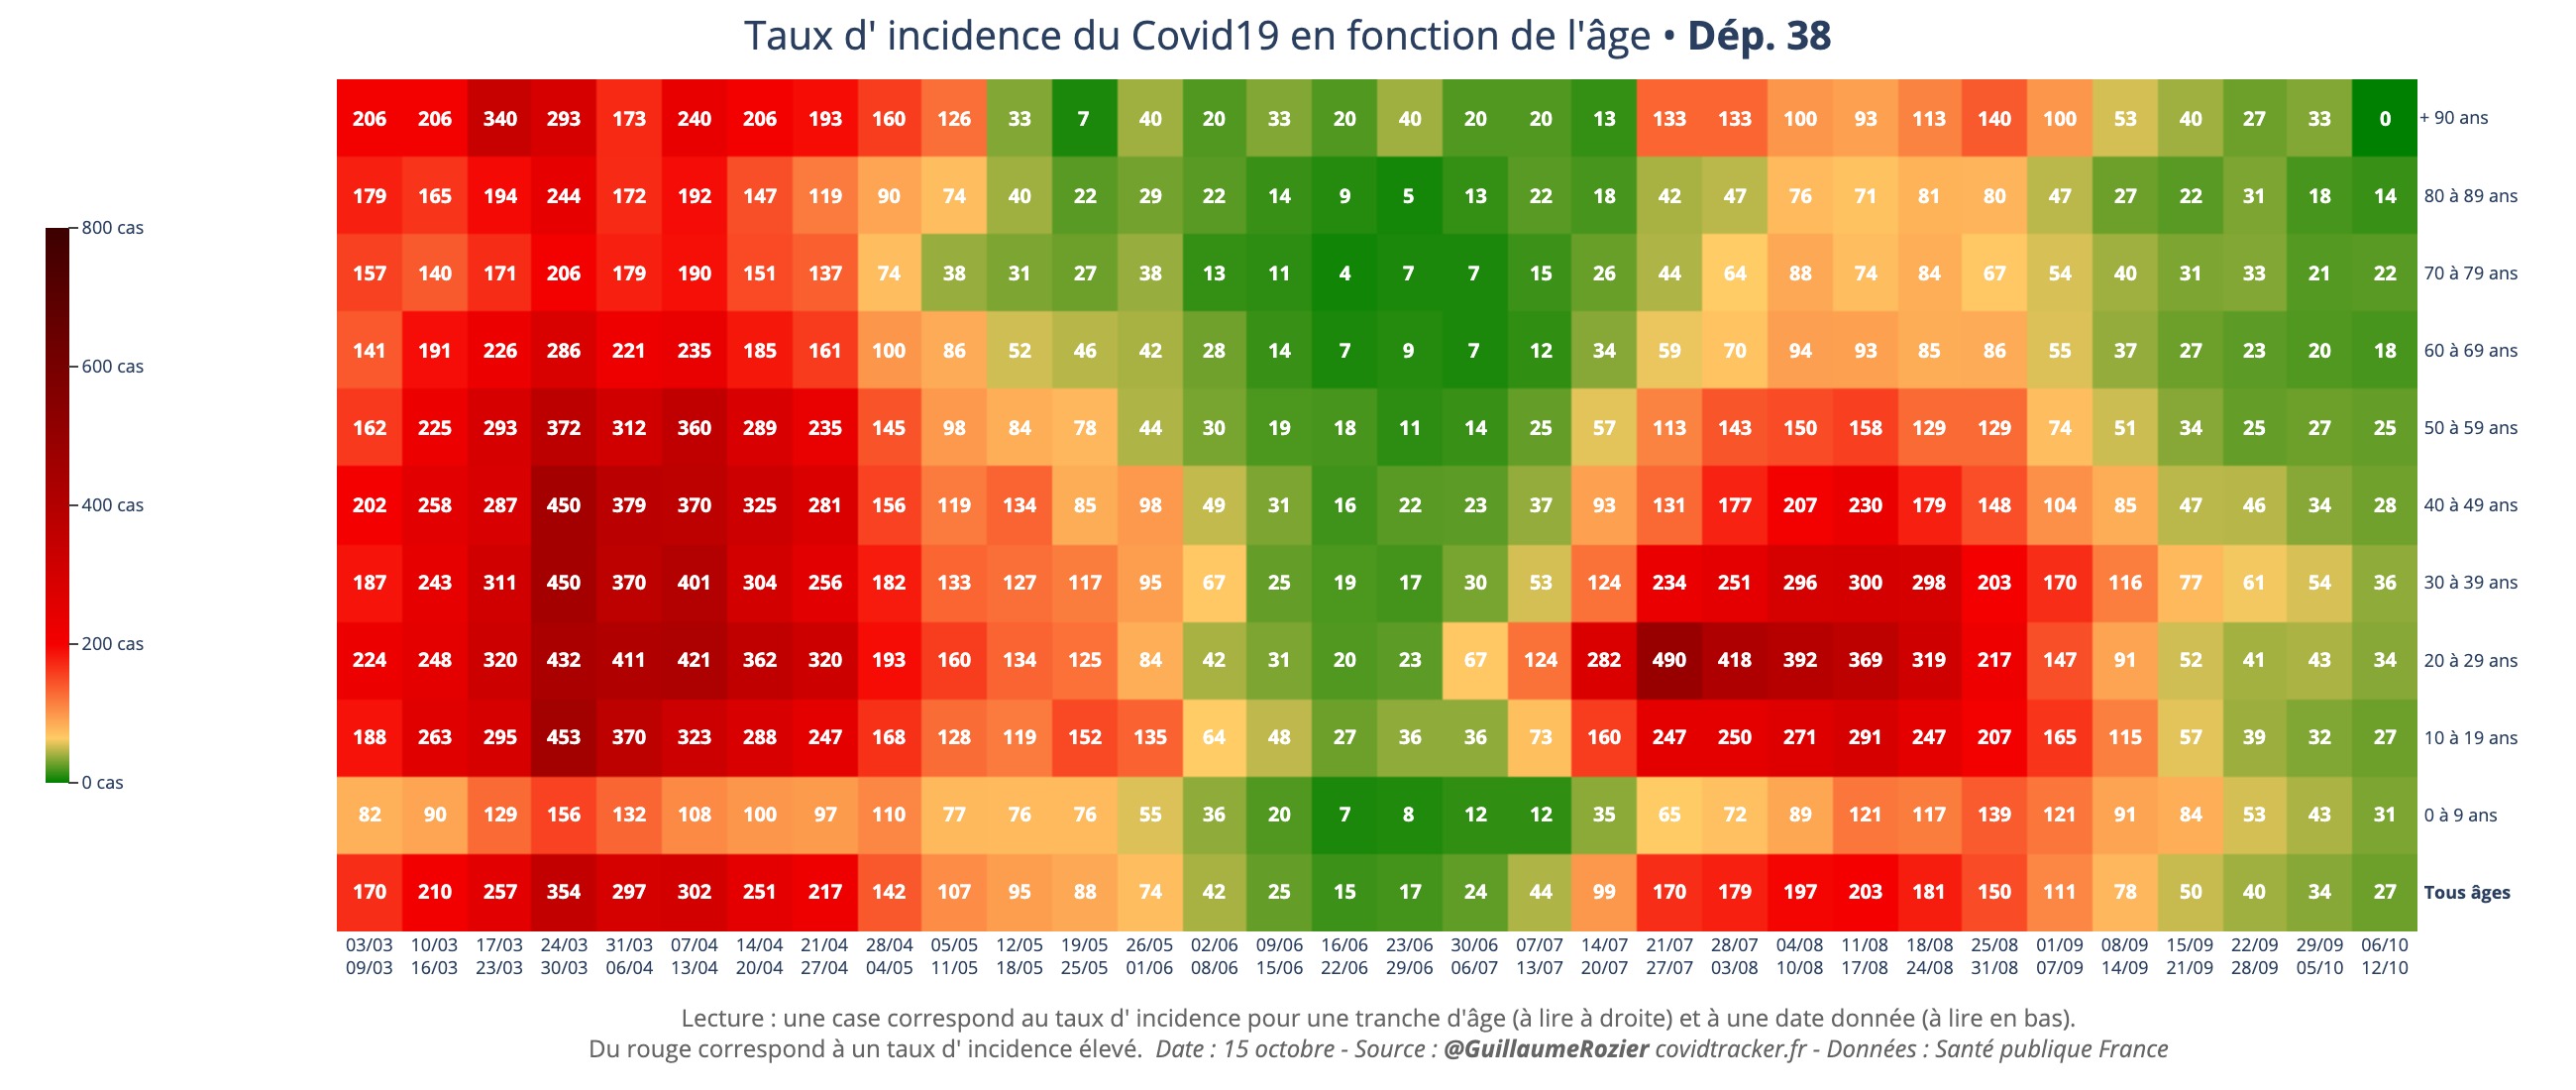 Taux d' incidence du Covid19 en fonction de l'âge • Dép. 38
800 cas
600 cas
400 cas
200 cas
0 cas
206 206 340 293 173 240 206 193 160 126 33 7 40 20 33 20 40 20 20 13 133 133 100 93 113 140 100 53 40 27 33 0 + 90 ans
179 165 194 244 172 192 147 119 90 74 40 22 29 22 14 9 5 13 22 18 42 47 76 71 81 80 47 27 22 31 18 14 80 à 89 ans
157 140 171 206 179 190 151 137 74 38 31 27 38 13 11 4 7 7 15 26 44 64 88 74 84 67 54 40 31 33 21 22 70 à 79 ans
141 191 226 286 221 235 185 161 100 86 52 46 42 28 14 7 9 7 12 34 59 70 94 93 85 86 55 37 27 23 20 18 60 à 69 ans
162 225 293 372 312 360 289 235 145 98 84 78 44 30 19 18 11 14 25 57 113 143 150 158 129 129 74 51 34 25 27 25 50 à 59 ans
202 258 287 450 379 370 325 281 156 119 134 85 98 49 31 16 22 23 37 93 131 177 207 230 179 148 104 85 47 46 34 28 40 à 49 ans
187 243 311 450 370 401 304 256 182 133 127 117 95 67 25 19 17 30 53 124 234 251 296 300 298 203 170 116 77 61 54 36 30 à 39 ans
224 248 320 432 411 421 362 320 193 160 134 125 84 42 31 20 23 67 124 282 490 418 392 369 319 217 147 91 52 41 43 34 20 à 29 ans
188 263 295 453 370 323 288 247 168 128 119 152 135 64 48 27 36 36 73 160 247 250 271 291 247 207 165 115 57 39 32 27 10 à 19 ans
82 90 129 156 132 108 100 97 110 77 76 76 55 36 20 7 8 12 12 35 65 72 89 121 117 139 121 91 84 53 43 31 0 à 9 ans
170 210 257 354 297 302 251 217 142 107 95 88 74 42 25 15 17 24 44 99 170 179 197 203 181 150 111 78 50 40 34 27 Tous âges
03/03 10/03 17/03 24/03 31/03 07/04 14/04 21/04 28/04 05/05 12/05 19/05 26/05 02/06 09/06 16/06 23/06 30/06 07/07 14/07 21/07 28/07 04/08 11/08 18/08 25/08 01/09 08/09 15/09 22/09 29/09 06/10
09/03 16/03 23/03 30/03 06/04 13/04 20/04 27/04 04/05 11/05 18/05 25/05 01/06 08/06 15/06 22/06 29/06 06/07 13/07 20/07 27/07 03/08 10/08 17/08 24/08 31/08 07/09 14/09 21/09 28/09 05/10 12/10
Lecture : une case correspond au taux d' incidence pour une tranche d'âge (à lire à droite) et à une date donnée (à lire en bas).
Du rouge correspond à un taux d' incidence élevé. Date : 15 octobre - Source : @GuillaumeRozier covidtracker.fr - Données : Santé publique France